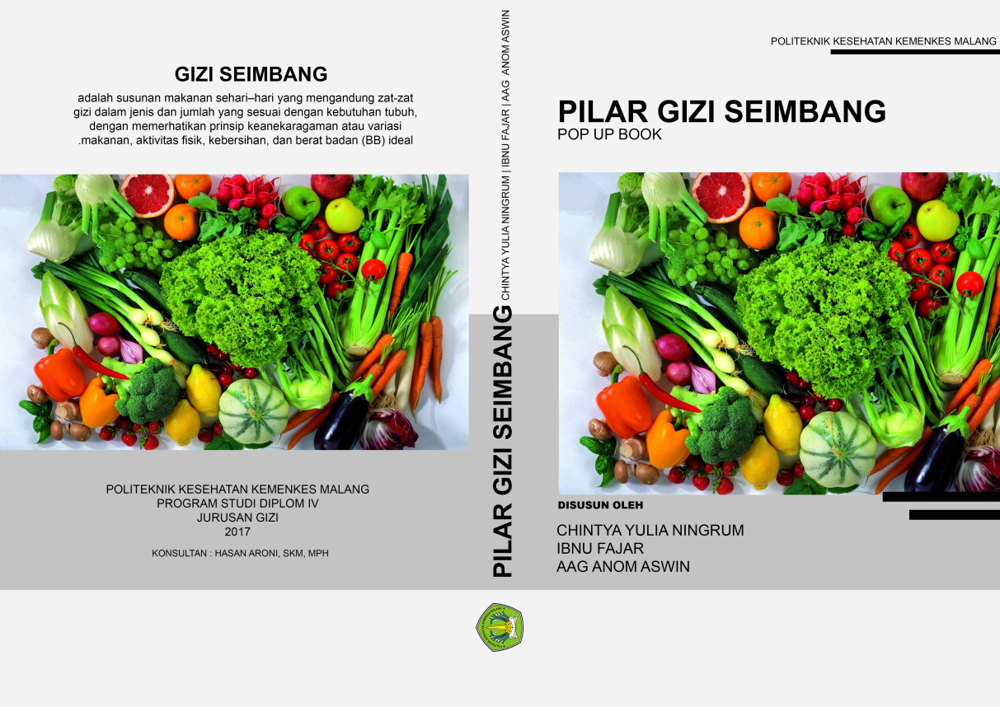 GIZI SEIMBANG
adalah susunan makanan sehari–hari yang mengandung zat-zat
gizi dalam jenis dan jumlah yang sesuai dengan kebutuhan tubuh,
dengan memerhatikan prinsip keanekaragaman atau variasi
.makanan, aktivitas fisik, kebersihan, dan berat badan (BB) ideal
POLITEKNIK KESEHATAN KEMENKES MALANG
PROGRAM STUDI DIPLOM IV
JURUSAN GIZI
2017
KONSULTAN : HASAN ARONI, SKM, MPH
PILAR GIZI SEIMBANG CHINTYA YULIA NINGRUM | IBNU FAJAR | AAG ANOM ASWIN
POLITEKNIK KESEHATAN KEMENKES MALANG
PILAR GIZI SEIMBANG
POP UP BOOK
DISUSUN OLEH
CHINTYA YULIA NINGRUM
IBNU FAJAR
AAG ANOM ASWIN